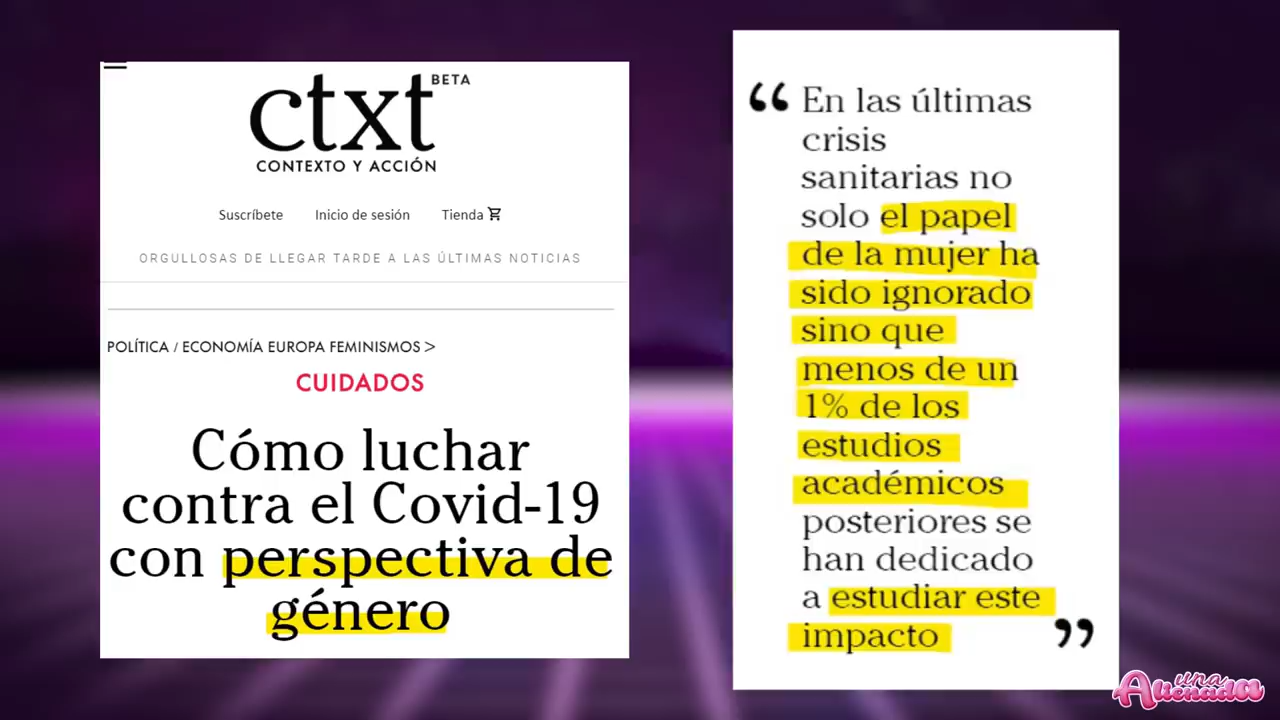 ctxt BETA
CONTEXTO Y ACCIÓN
Suscríbete Inicio de sesión Tienda
ORGULLOSAS DE LLEGAR TARDE A LAS ÚLTIMAS NOTICIAS
POLÍTICA / ECONOMÍA EUROPA FEMINISMOS >
CUIDADOS
Cómo luchar
contra el Covid-19
con perspectiva de
género
“ En las últimas
crisis
sanitarias no
solo el papel
de la mujer ha
sido ignorado
sino que
menos de un
1% de los
estudios
académicos
posteriores se
han dedicado
a estudiar este
impacto ”
una
Alienada